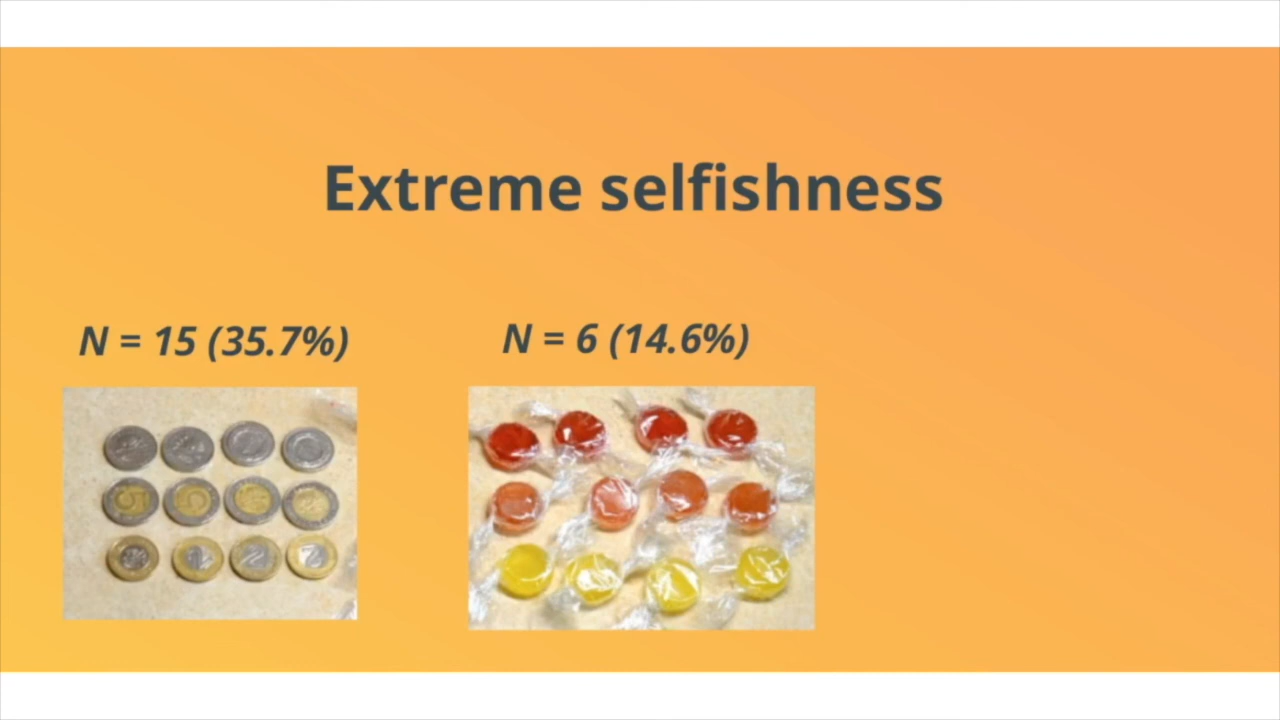 Extreme selfishness
N = 15 (35.7%)
N = 6 (14.6%)